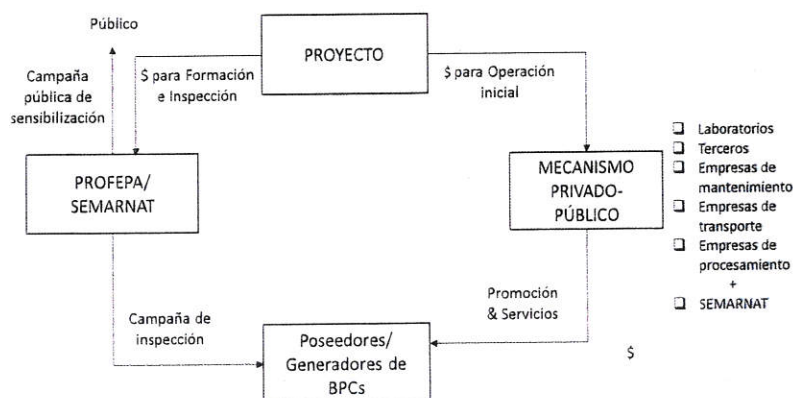 Público
PROYECTO
Campaña
pública de
sensibilización
$ para Formación
e Inspección
$ para Operación
inicial
PROFEPA/
SEMARNAT
MECANISMO
PRIVADO-
PÚBLICO
❑ Laboratorios
❑ Terceros
❑ Empresas de
mantenimiento
❑ Empresas de
transporte
❑ Empresas de
procesamiento
+
❑ SEMARNAT
Campaña de
inspección
Promoción
& Servicios
Poseedores/
Generadores de
BPCs
$